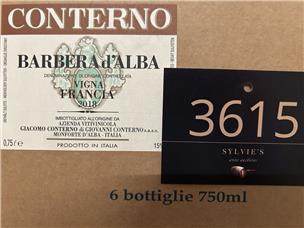 CONTERNO
BARBERA d'ALBA
DENOMINAZIONE DI ORIGINE CONTROLLATA
VIGNA
FRANCIA
2018
IMBOTTIGLIATO ALL'ORIGINE DA
AZIENDA VITIVINICOLA
GIACOMO CONTERNO di GIOVANNI CONTERNO s.a.s.
MONFORTE D'ALBA - ITALIA
0,75 l e
PRODOTTO IN ITALIA
15%
3615
SYLVIE'S
6 bottiglie 750ml